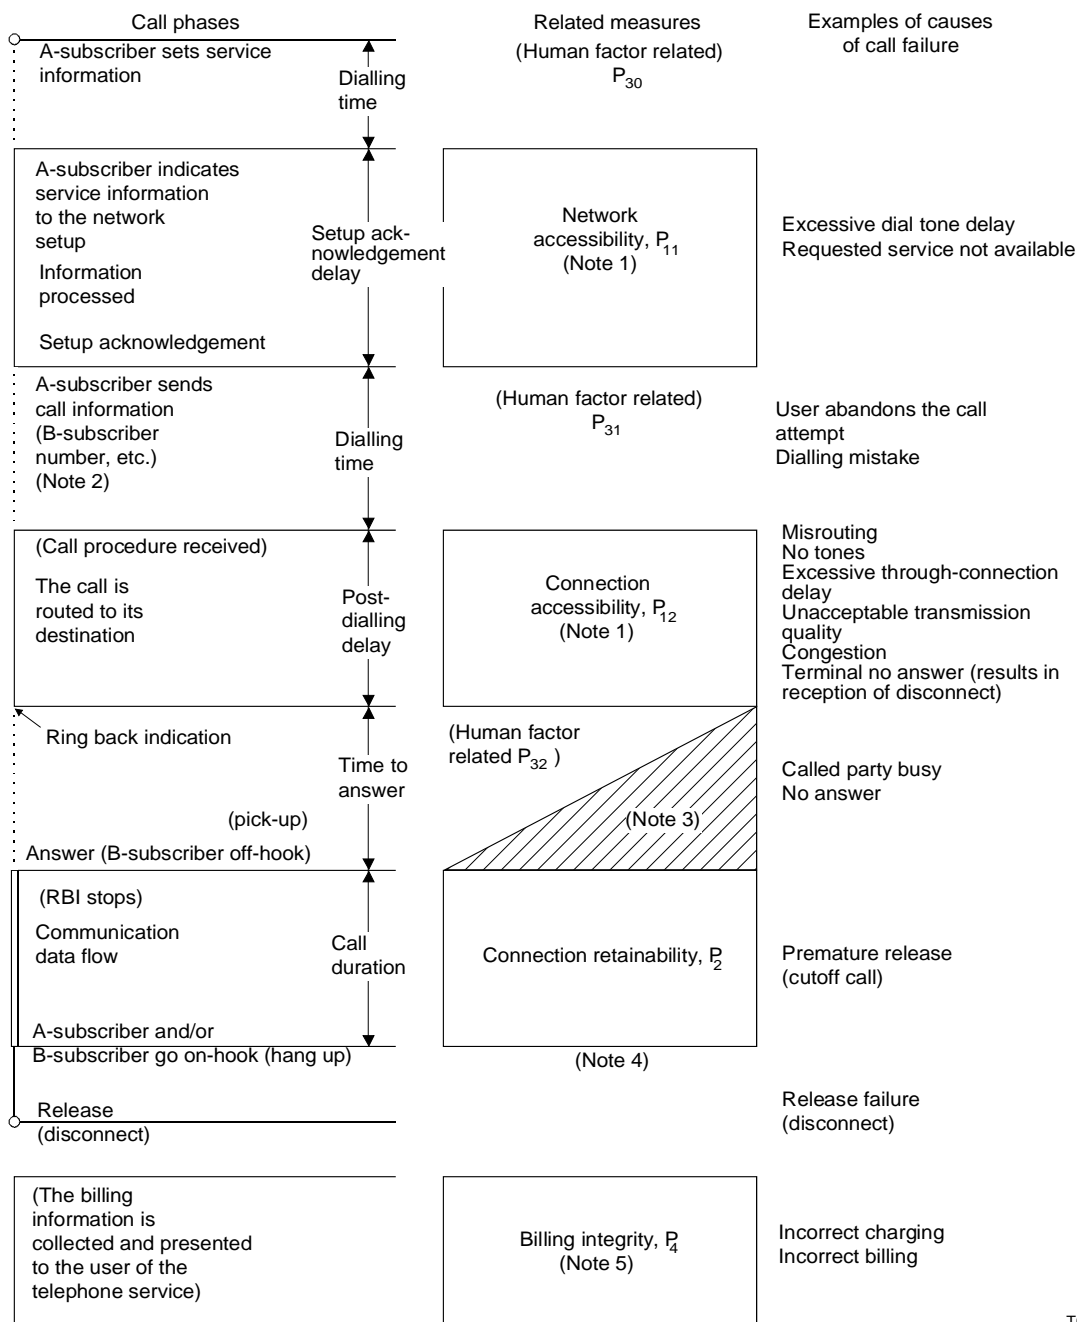 Call phases
Related measures
Examples of causes
of call failure
A-subscriber sets service
information
Dialling
time
(Human factor related)
P30
A-subscriber indicates
service information
to the network
setup
Information
processed
Setup acknowledgement
Setup ack-
nowledgement
delay
Network
accessibility, P11
(Note 1)
Excessive dial tone delay
Requested service not available
A-subscriber sends
call information
(B-subscriber
number, etc.)
(Note 2)
Dialling
time
(Human factor related)
P31
User abandons the call
attempt
Dialling mistake
(Call procedure received)
The call is
routed to its
destination
Post-
dialling
delay
Connection
accessibility, P12
(Note 1)
Misrouting
No tones
Excessive through-connection
delay
Unacceptable transmission
quality
Congestion
Terminal no answer (results in
reception of disconnect)
Ring back indication
(pick-up)
Answer (B-subscriber off-hook)
Time to
answer
(Human factor
related P32 )
(Note 3)
Called party busy
No answer
(RBI stops)
Communication
data flow
A-subscriber and/or
B-subscriber go on-hook (hang up)
Call
duration
Connection retainability, P2
Premature release
(cutoff call)
(Note 4)
Release
(disconnect)
Release failure
(disconnect)
(The billing
information is
collected and presented
to the user of the
telephone service)
Billing integrity, P4
(Note 5)
Incorrect charging
Incorrect billing